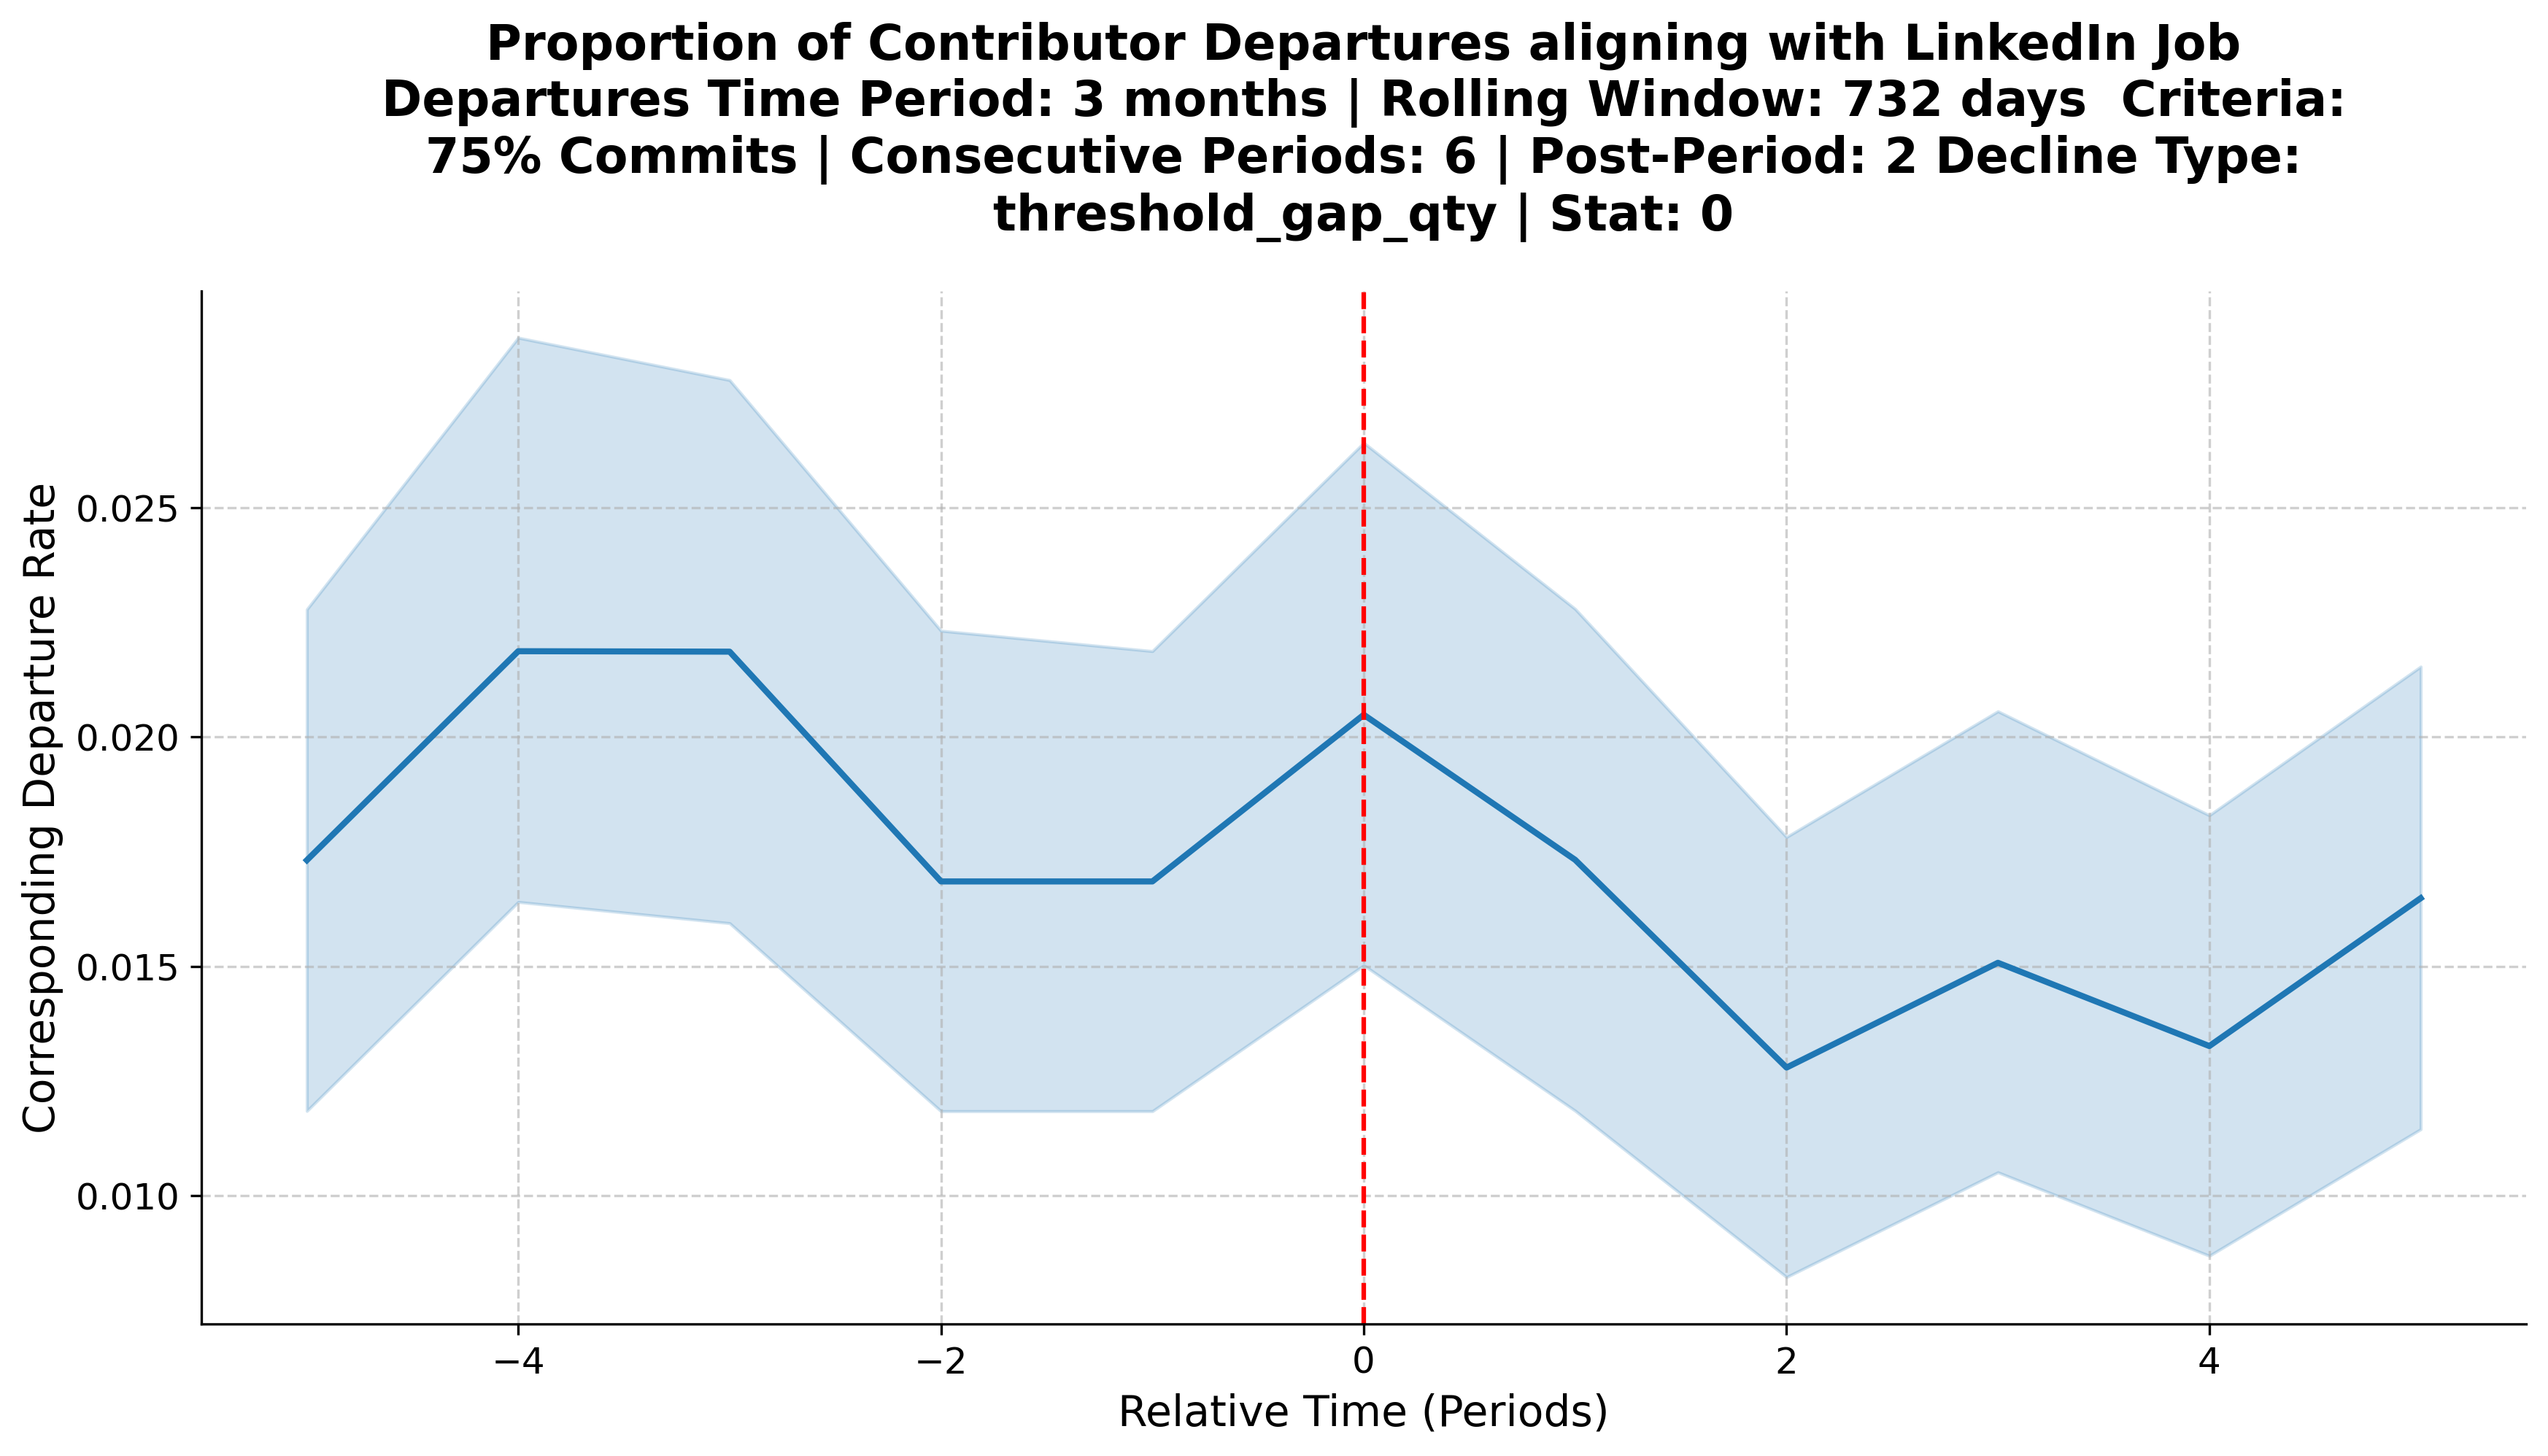 Proportion of Contributor Departures aligning with LinkedIn Job
Departures Time Period: 3 months | Rolling Window: 732 days  Criteria:
75% Commits | Consecutive Periods: 6 | Post-Period: 2 Decline Type:
threshold_gap_qty | Stat: 0
Corresponding Departure Rate
0.025
0.020
0.015
0.010
−4
−2
0
2
4
Relative Time (Periods)